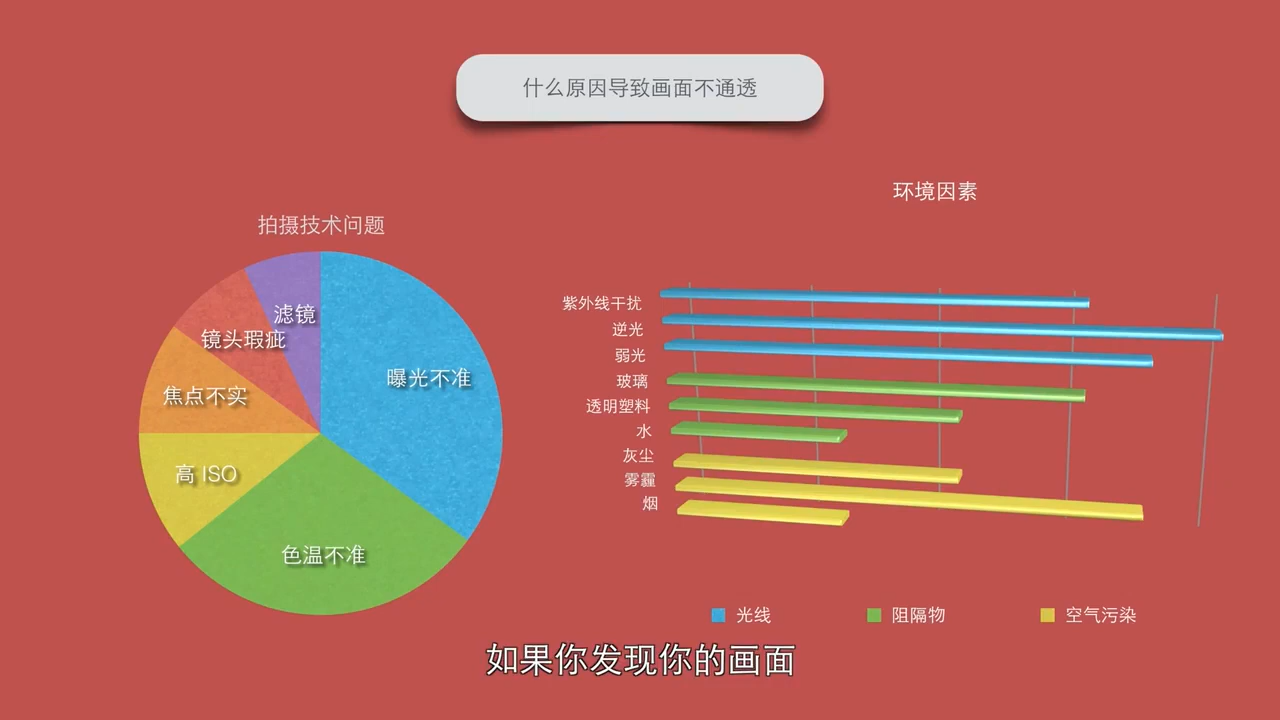 什么原因导致画面不通透
拍摄技术问题
滤镜
镜头瑕疵
曝光不准
焦点不实
高 ISO
色温不准
环境因素
紫外线干扰
逆光
弱光
玻璃
透明塑料
水
灰尘
雾霾
烟
光线
阻隔物
空气污染
如果你发现你的画面